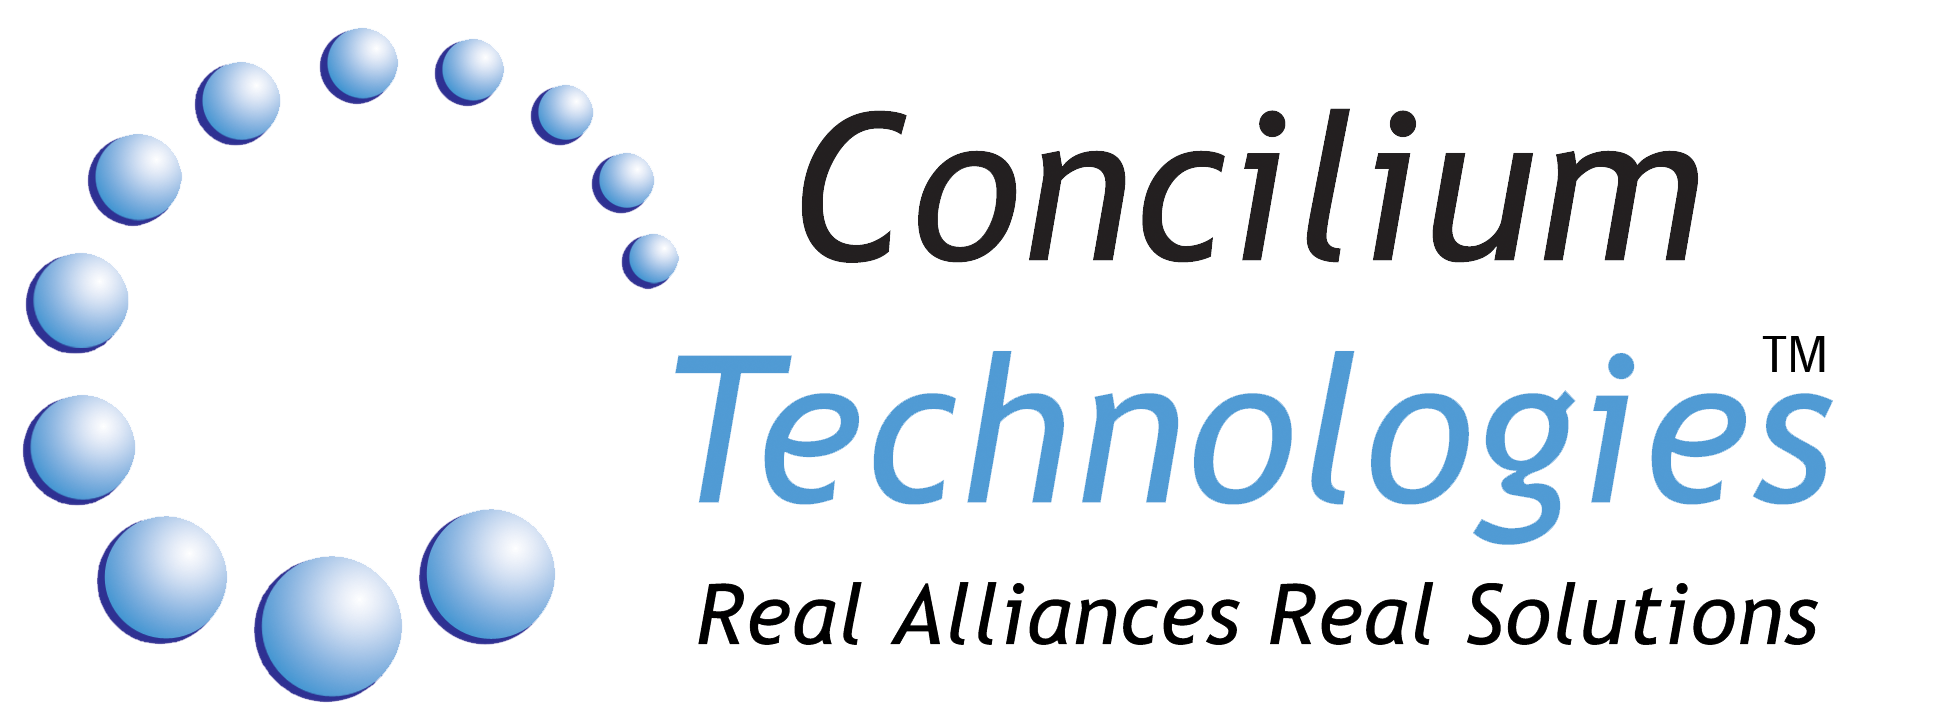 Concilium
Technologies™
Real Alliances Real Solutions